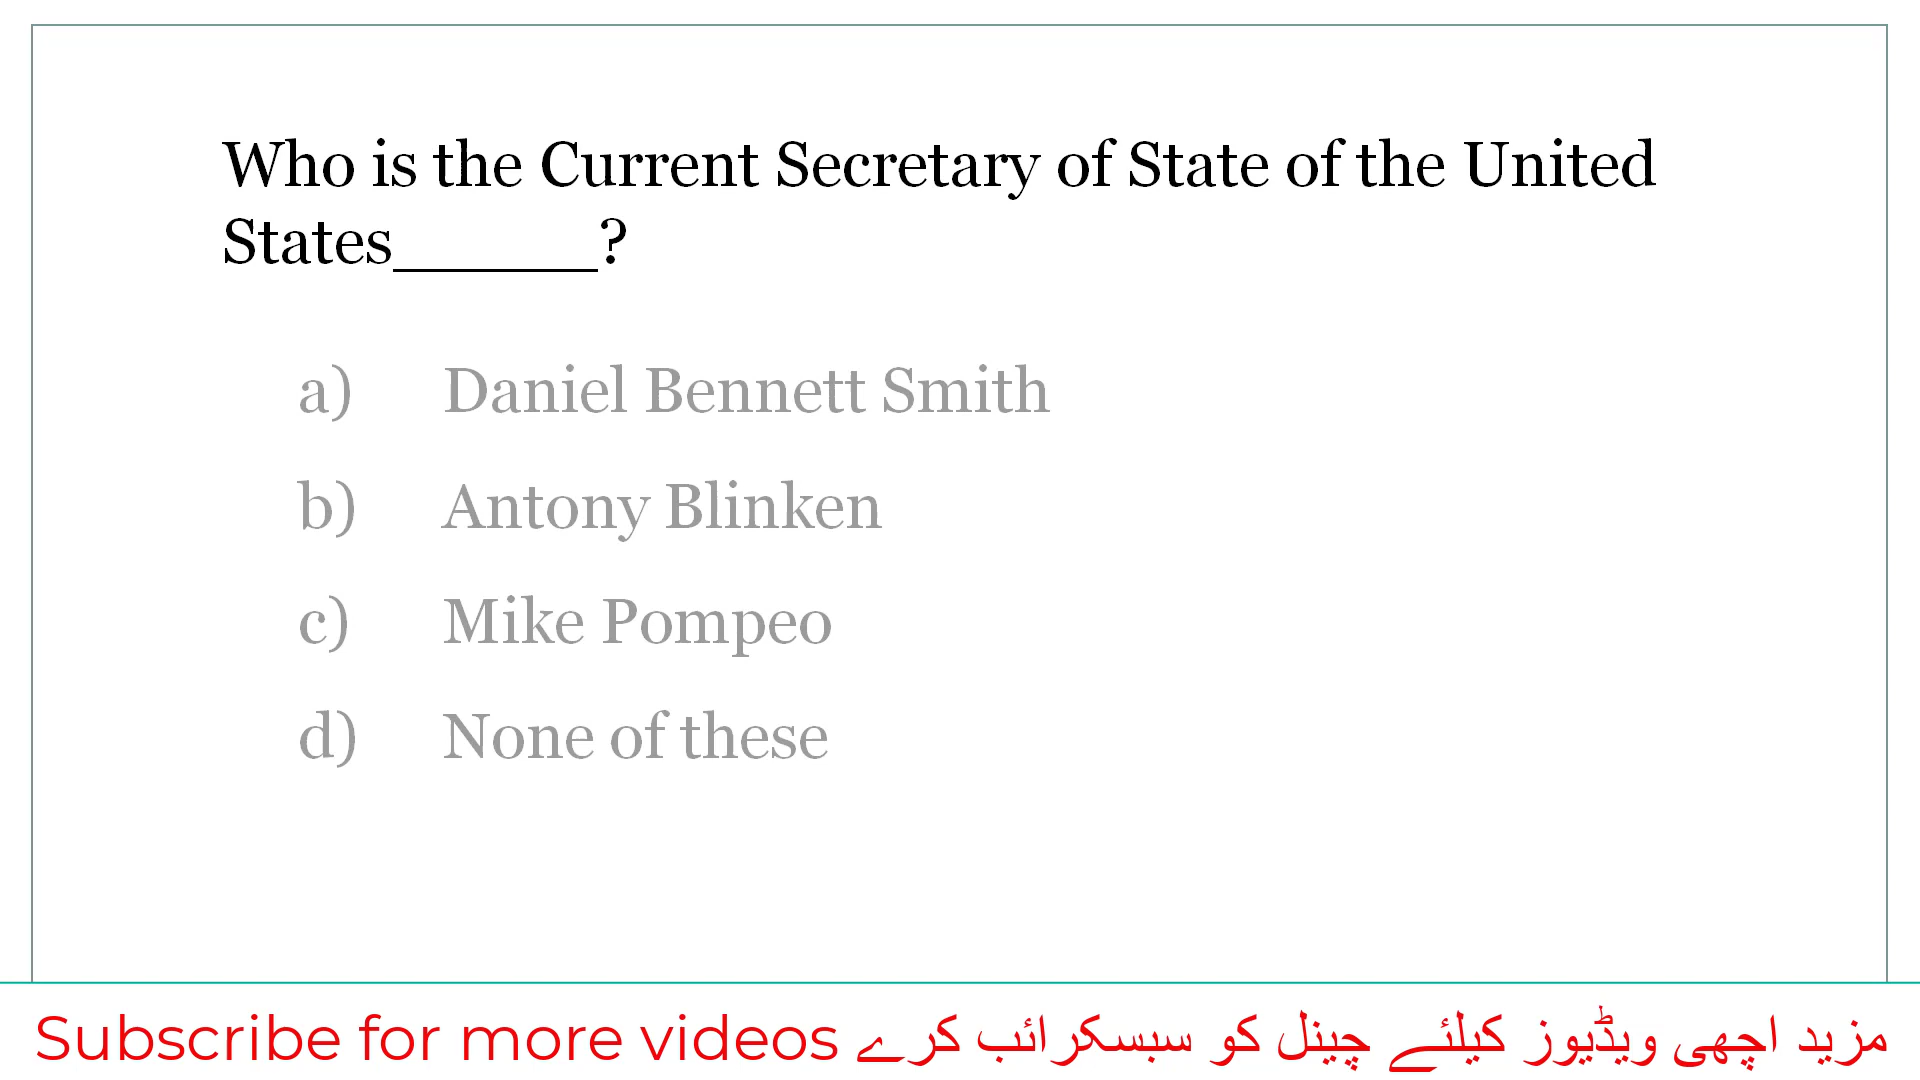 Who is the Current Secretary of State of the United
States______?
a) Daniel Bennett Smith
b) Antony Blinken
c) Mike Pompeo
d) None of these
Subscribe for more videos مزید اچھی ویڈیوز کیلئے چینل کو سبسکرائب کرے